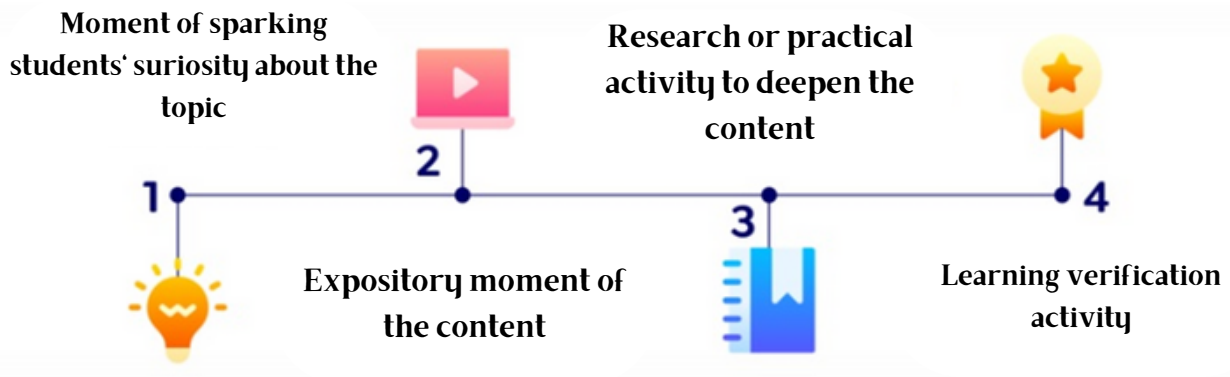 Moment of sparking
students' suriosity about the
topic
1
2
Expository moment of
the content
Research or practical
activity to deepen the
content
3
4
Learning verification
activity